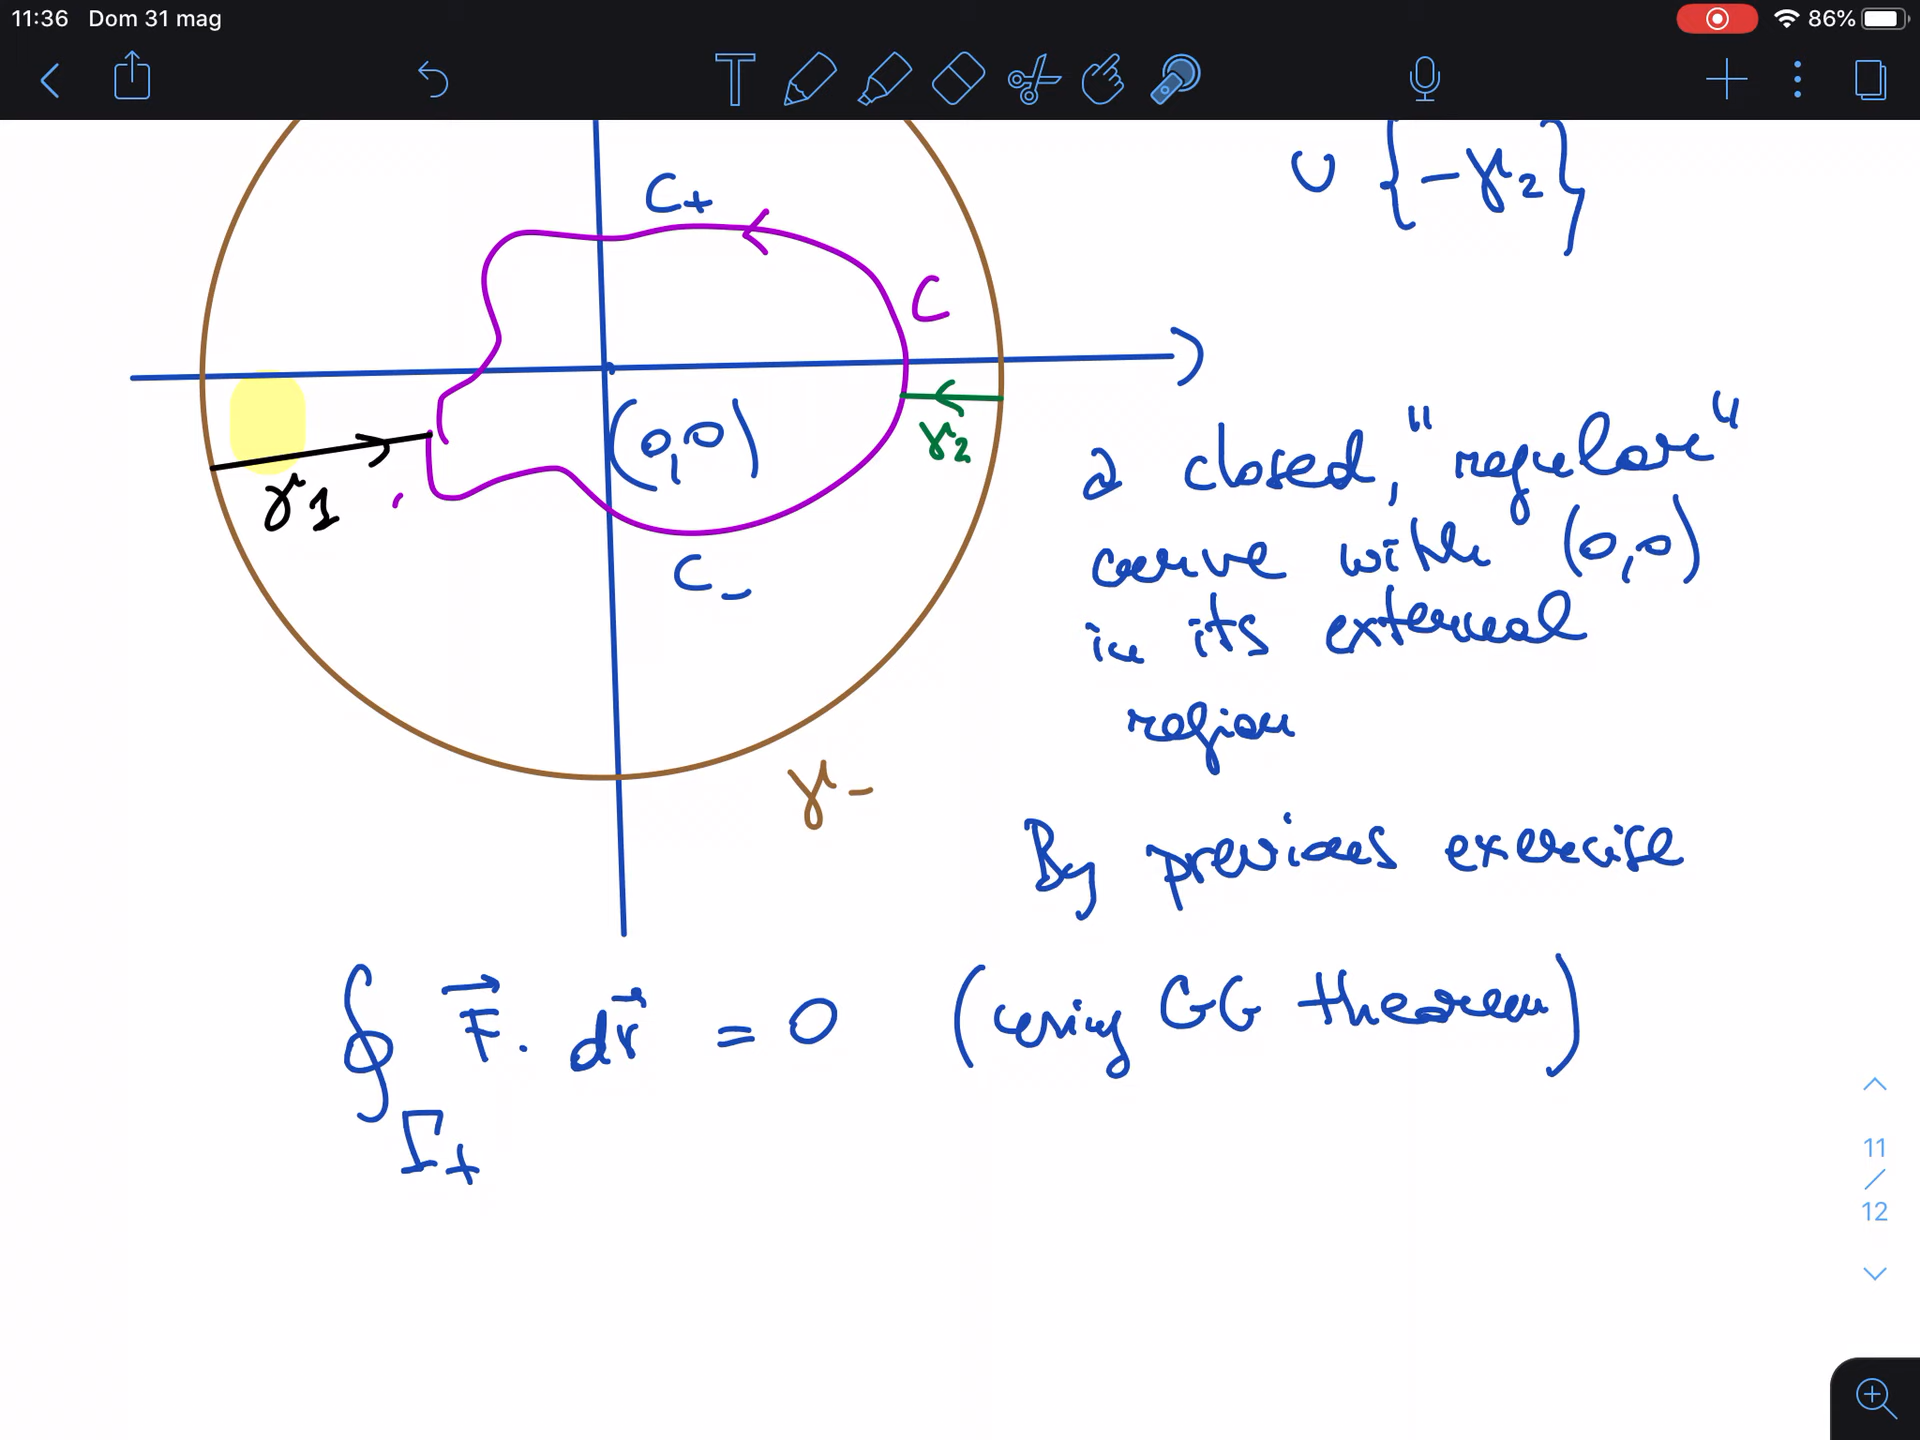 11:36 Dom 31 mag 86%
∪ {-γ₂}
C₊
C
(0,0)
γ₂
γ₁
C₋
γ₋
a closed, "regular"
curve with (0,0)
in its external
region
By previous exercise
∮_Γ₊ F⃗ · dr⃗ = 0 (using GG theorem)
11
/
12